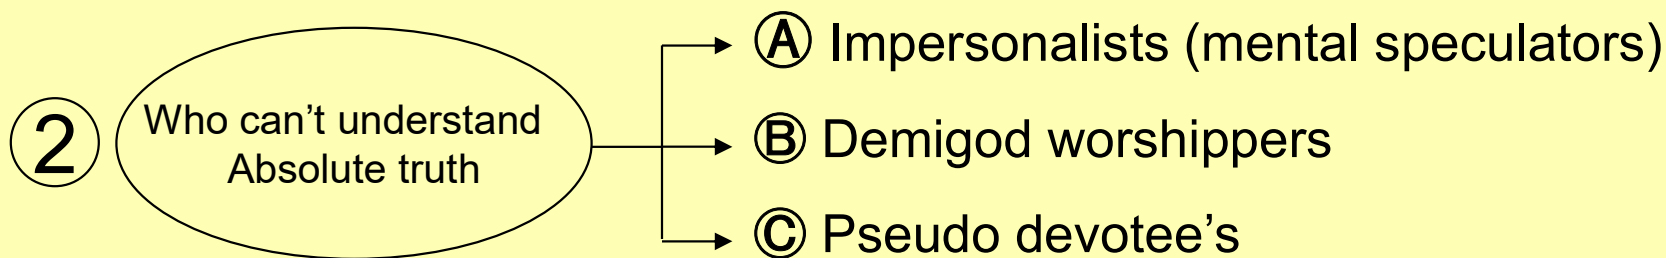 Ⓐ Impersonalists (mental speculators)
② Who can't understand
Absolute truth
Ⓑ Demigod worshippers
Ⓒ Pseudo devotee's